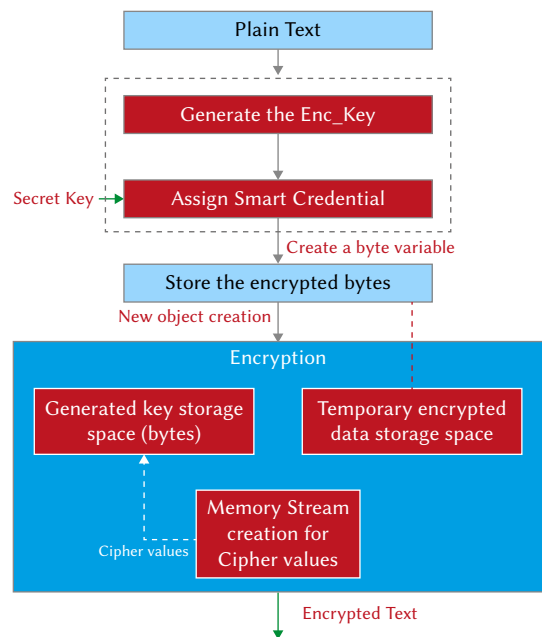 Plain Text
Generate the Enc_Key
Secret Key
Assign Smart Credential
Create a byte variable
Store the encrypted bytes
New object creation
Encryption
Generated key storage
space (bytes)
Temporary encrypted
data storage space
Memory Stream
creation for
Cipher values
Cipher values
Encrypted Text